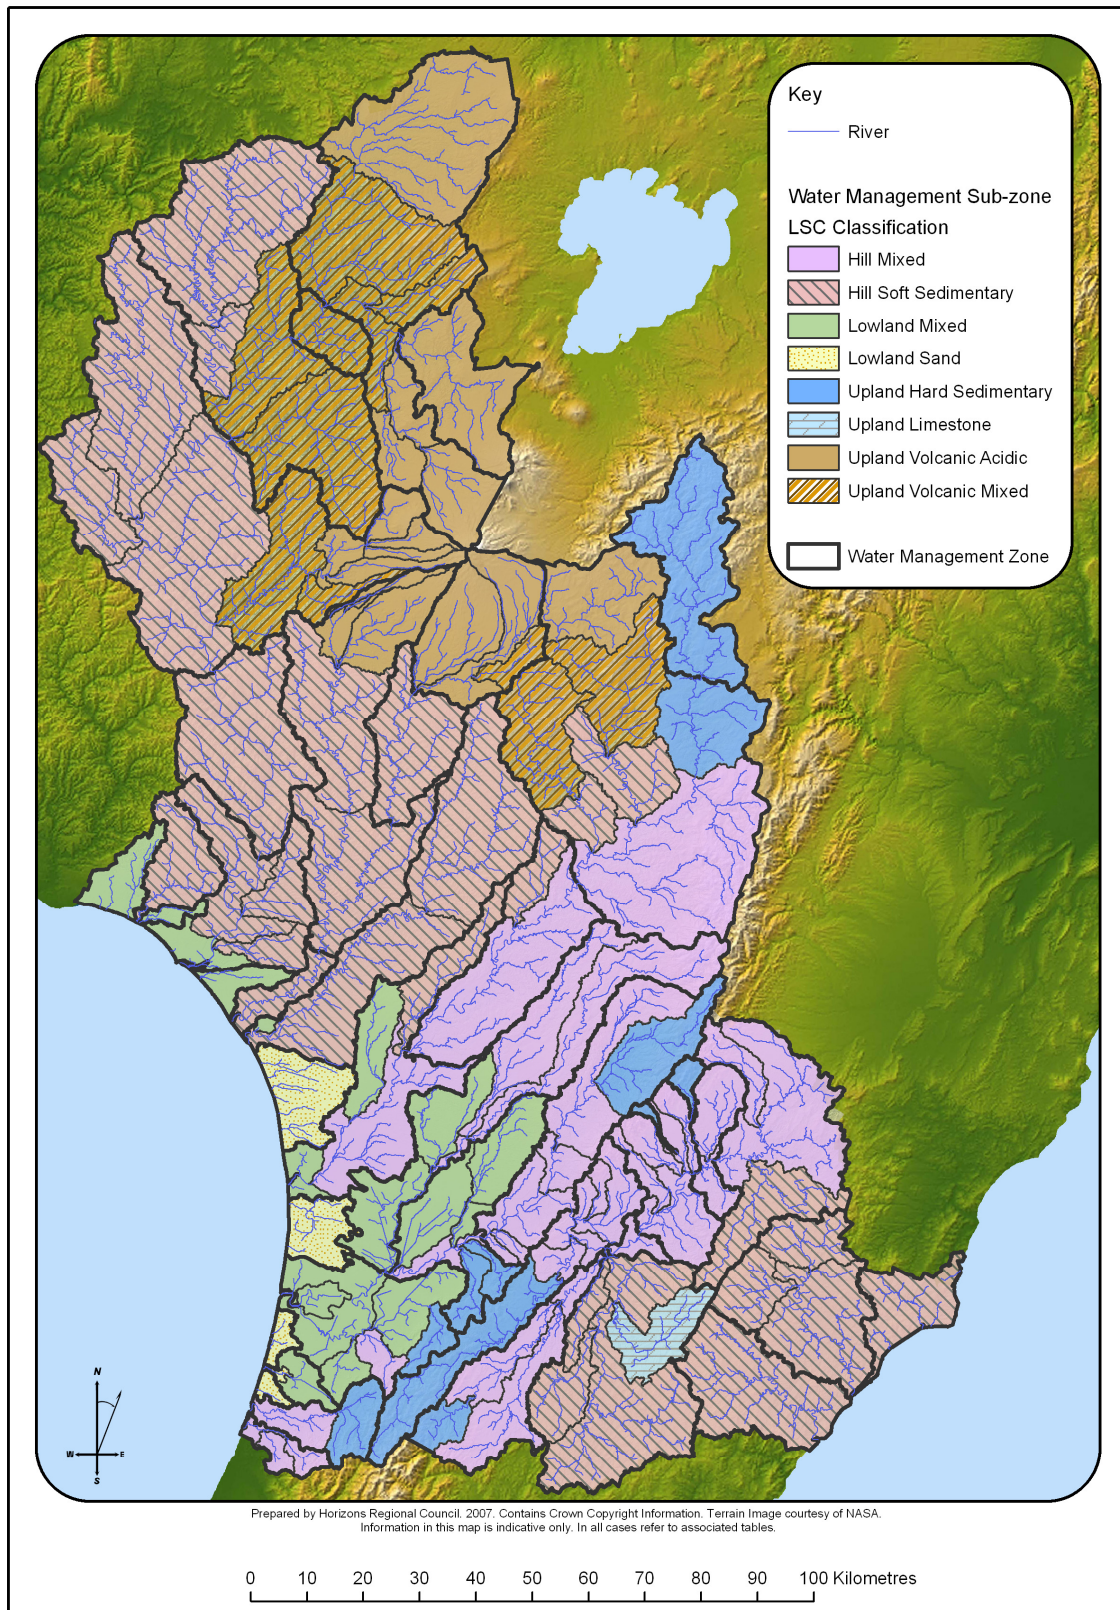 Key
River
Water Management Sub-zone
LSC Classification
Hill Mixed
Hill Soft Sedimentary
Lowland Mixed
Lowland Sand
Upland Hard Sedimentary
Upland Limestone
Upland Volcanic Acidic
Upland Volcanic Mixed
Water Management Zone
N
W E
S
Prepared by Horizons Regional Council. 2007. Contains Crown Copyright Information. Terrain Image courtesy of NASA.
Information in this map is indicative only. In all cases refer to associated tables.
0 10 20 30 40 50 60 70 80 90 100 Kilometres